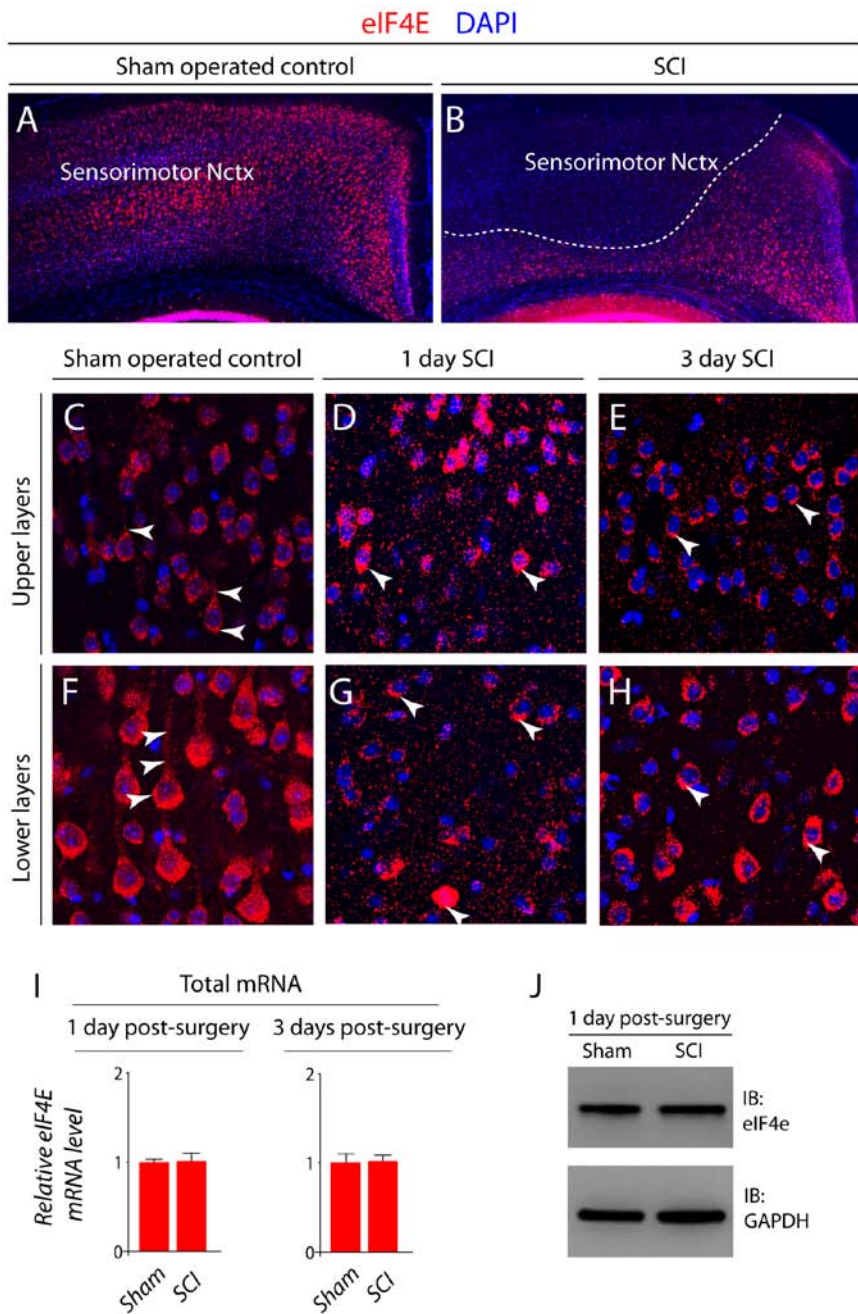 eIF4E DAPI
Sham operated control SCI
A B
Sensorimotor Nctx Sensorimotor Nctx
Sham operated control 1 day SCI 3 day SCI
Upper layers
C D E
Lower layers
F G H
I Total mRNA
1 day post-surgery 3 days post-surgery
Relative eIF4E
mRNA level
2 2
1 1
0 0
Sham SCI Sham SCI
J
1 day post-surgery
Sham SCI
IB:
eIF4e
IB:
GAPDH